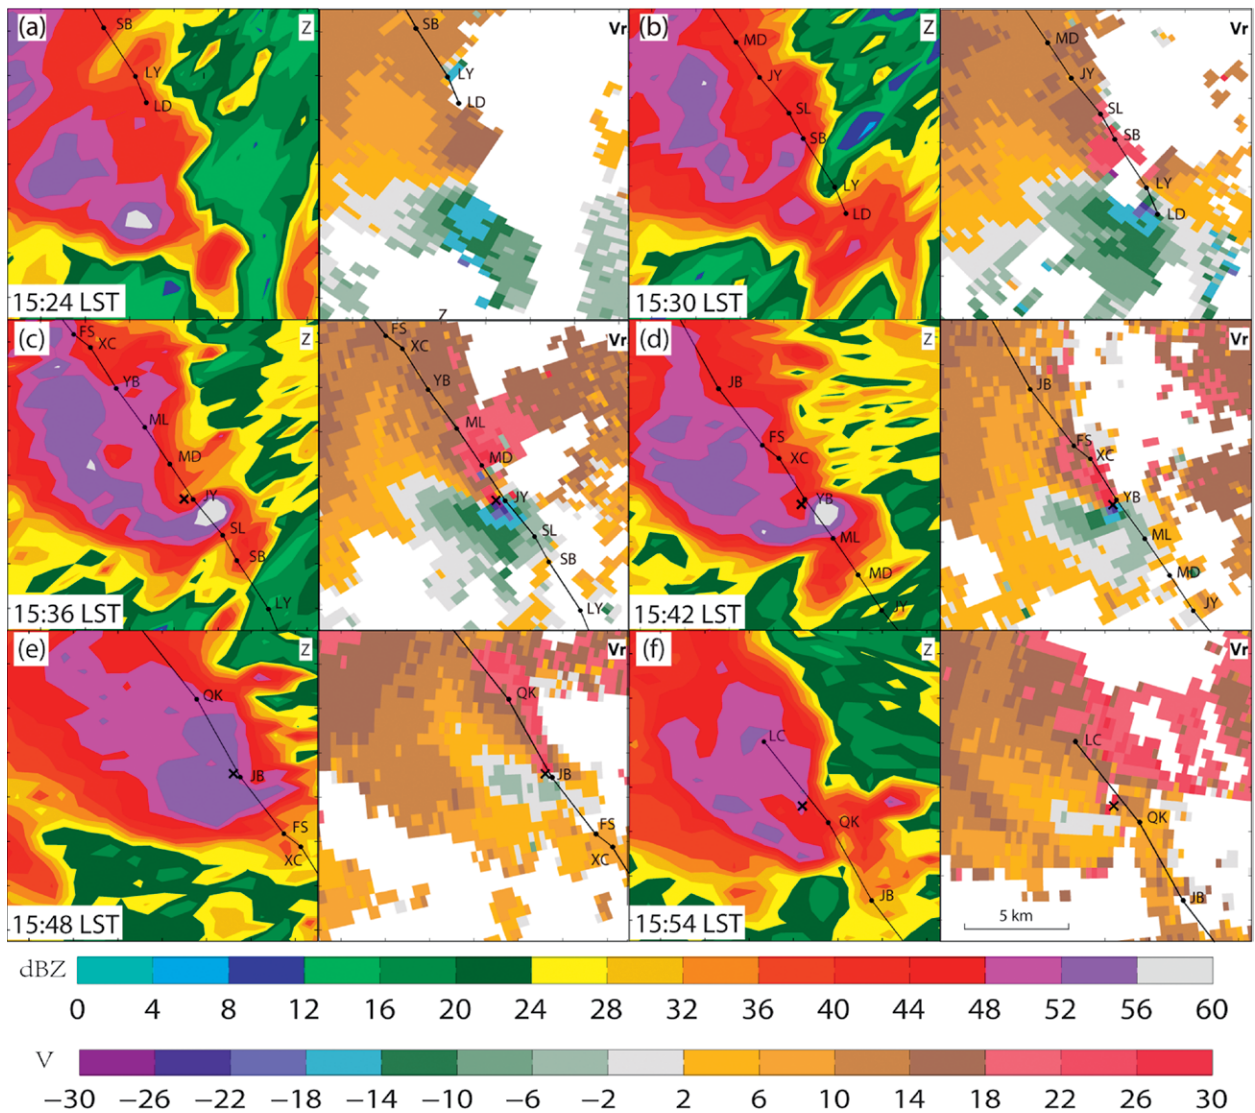 (a) Z Vr (b) Z Vr
SB SB MD MD
LY LY JY JY
LD LD SL SL
SB SB
LY LY
LD LD
15:24 LST 15:30 LST
Z
(c) Z Vr (d) Z Vr
FS FS
XC XC
YB YB JB JB
ML ML FS FS
MD MD XC XC
JY JY YB YB
SL SL ML ML
SB SB MD MD
LY LY JY JY
15:36 LST 15:42 LST
(e) Z Vr (f) Z Vr
QK QK
LC LC
JB JB
QK QK
FS FS
XC XC
JB JB
15:48 LST 15:54 LST 5 km
dBZ
0 4 8 12 16 20 24 28 32 36 40 44 48 52 56 60
V
−30 −26 −22 −18 −14 −10 −6 −2 2 6 10 14 18 22 26 30